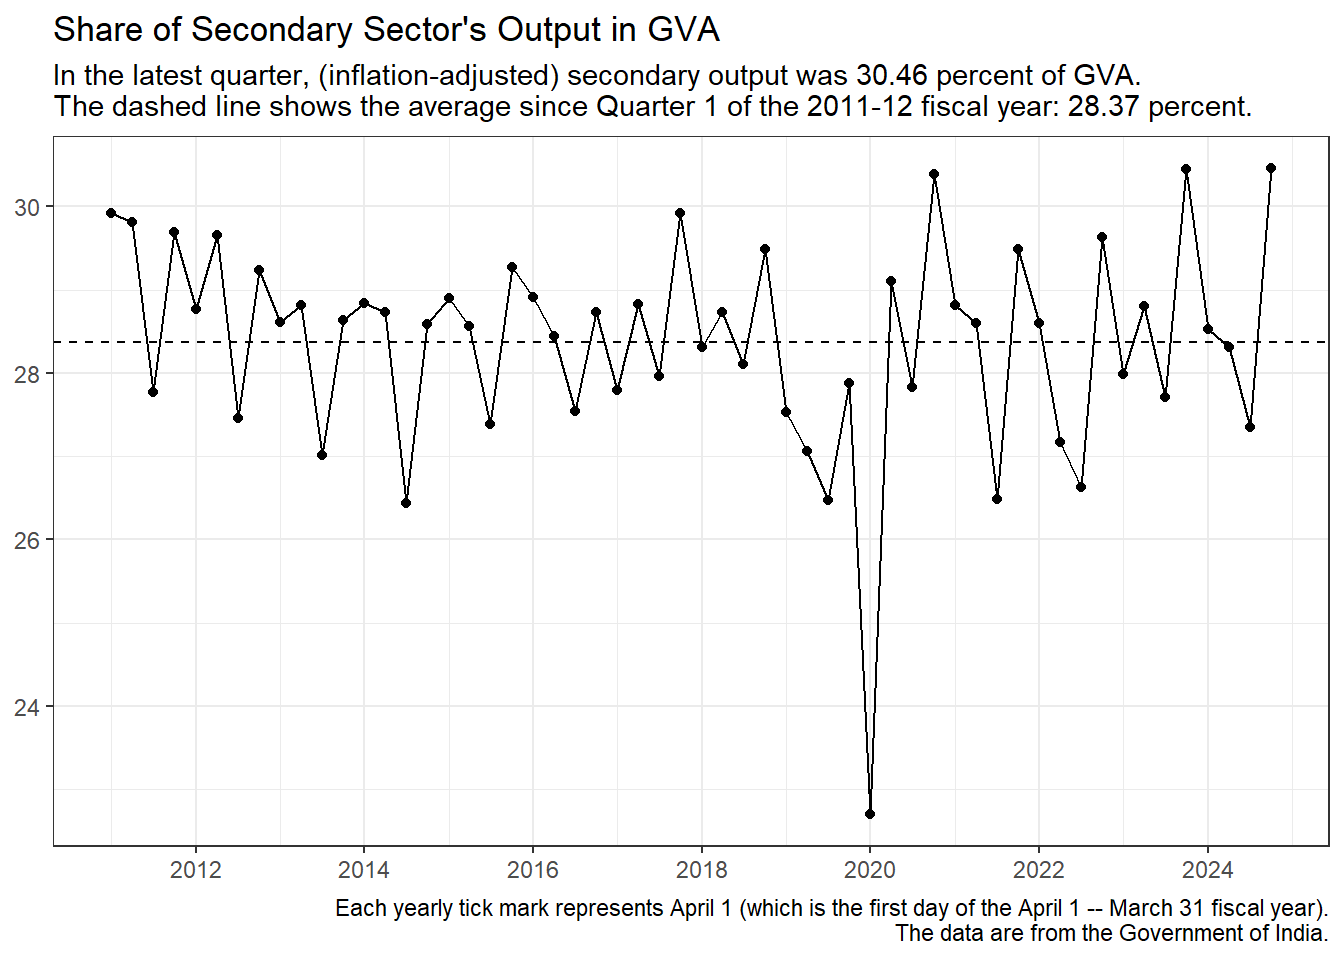 Share of Secondary Sector's Output in GVA
In the latest quarter, (inflation-adjusted) secondary output was 30.46 percent of GVA.
The dashed line shows the average since Quarter 1 of the 2011-12 fiscal year: 28.37 percent.
30
28
26
24
2012 2014 2016 2018 2020 2022 2024
Each yearly tick mark represents April 1 (which is the first day of the April 1 -- March 31 fiscal year).
The data are from the Government of India.